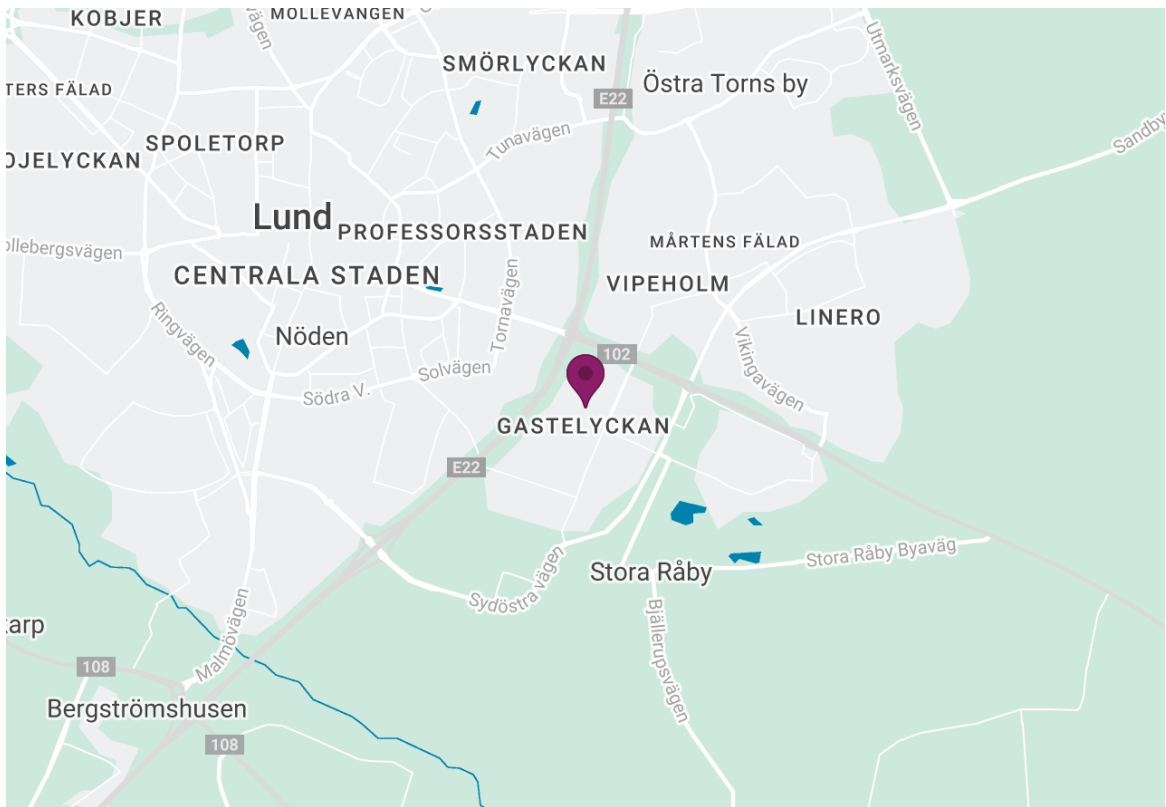 KOBJER
MÖLLEVÅNGEN
SMÖRLYCKAN
Östra Torns by
Utmarksvägen
TERS FÄLAD
E22
Tunavägen
Sandby
SPOLETORP
OJELYCKAN
Lund
PROFESSORSSTADEN
MÅRTENS FÄLAD
ollebergsvägen
CENTRALA STADEN
VIPEHOLM
Tornavägen
LINERO
Ringvägen
Nöden
102
Vikingavägen
Solvägen
Södra V.
GASTELYCKAN
E22
Stora Råby Byaväg
Stora Råby
Sydöstra vägen
Malmövägen
Bjällerupsvägen
arp
108
Bergströmshusen
108